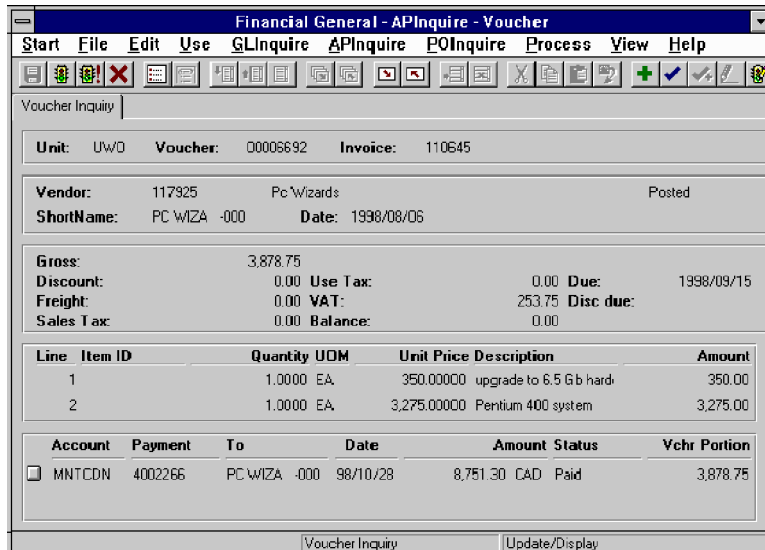 Financial General - APInquire - Voucher
Start File Edit Use GLInquire APInquire POInquire Process View Help
Voucher Inquiry
Unit: UWO Voucher: 00006692 Invoice: 110645
Vendor: 117925 Pc Wizards Posted
ShortName: PC WIZA -000 Date: 1998/08/06
Gross: 3,878.75
Discount: 0.00 Use Tax: 0.00 Due: 1998/09/15
Freight: 0.00 VAT: 253.75 Disc due:
Sales Tax: 0.00 Balance: 0.00
Line Item ID Quantity UOM Unit Price Description Amount
1 1.0000 EA 350.00000 upgrade to 6.5 Gb hard 350.00
2 1.0000 EA 3,275.00000 Pentium 400 system 3,275.00
Account Payment To Date Amount Status Vchr Portion
MNTCDN 4002266 PC WIZA -000 98/10/28 8,751.30 CAD Paid 3,878.75
Voucher Inquiry Update/Display